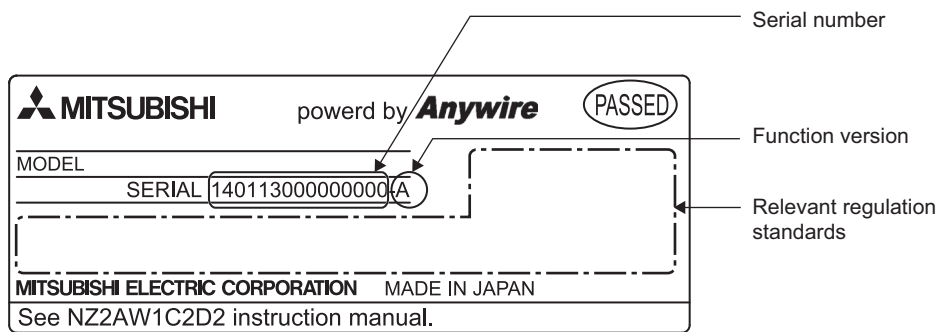 Serial number
MITSUBISHI powerd by Anywire PASSED
Function version
MODEL
SERIAL 140113000000000-A
Relevant regulation
standards
MITSUBISHI ELECTRIC CORPORATION MADE IN JAPAN
See NZ2AW1C2D2 instruction manual.